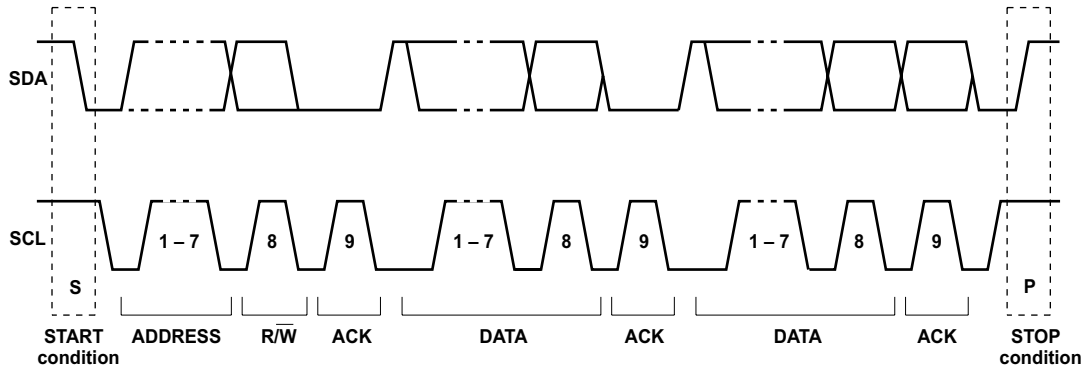 SDA
SCL
1 – 7 8 9 1 – 7 8 9 1 – 7 8 9
S P
START ADDRESS R/W̅ ACK DATA ACK DATA ACK STOP
condition condition